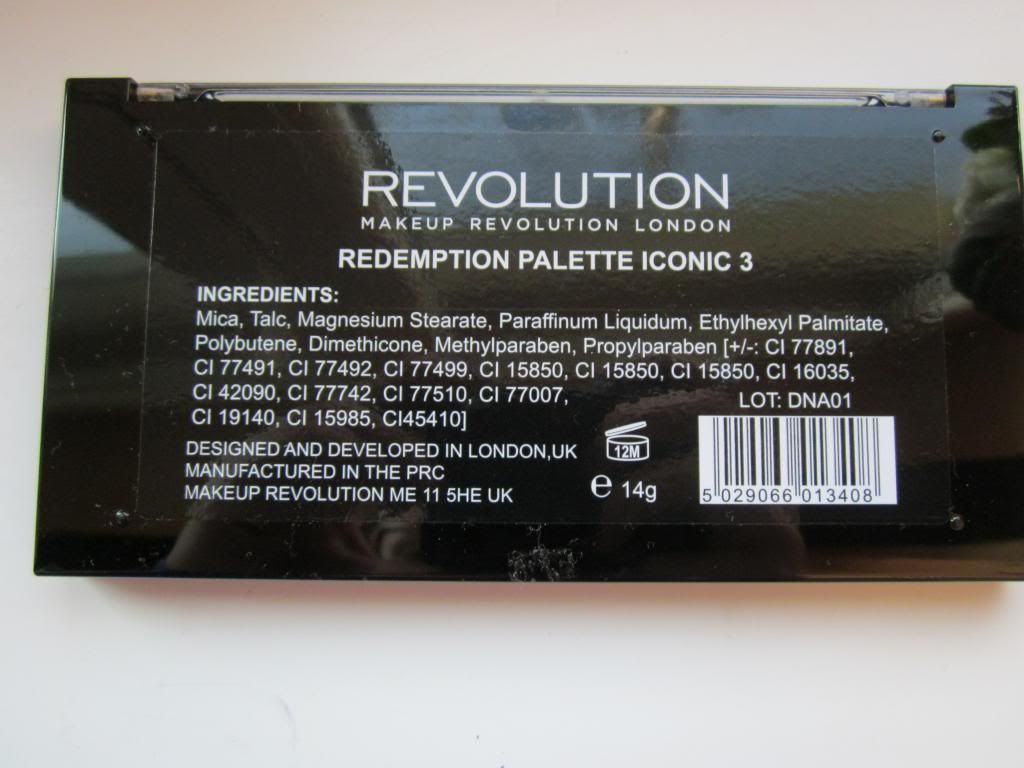 REVOLUTION
MAKEUP REVOLUTION LONDON
REDEMPTION PALETTE ICONIC 3
INGREDIENTS:
Mica, Talc, Magnesium Stearate, Paraffinum Liquidum, Ethylhexyl Palmitate,
Polybutene, Dimethicone, Methylparaben, Propylparaben [+/-: CI 77891,
CI 77491, CI 77492, CI 77499, CI 15850, CI 15850, CI 15850, CI 16035,
CI 42090, CI 77742, CI 77510, CI 77007,
CI 19140, CI 15985, CI45410]
LOT: DNA01
DESIGNED AND DEVELOPED IN LONDON,UK
MANUFACTURED IN THE PRC
MAKEUP REVOLUTION ME 11 5HE UK
12M
e 14g
5 029066 013408